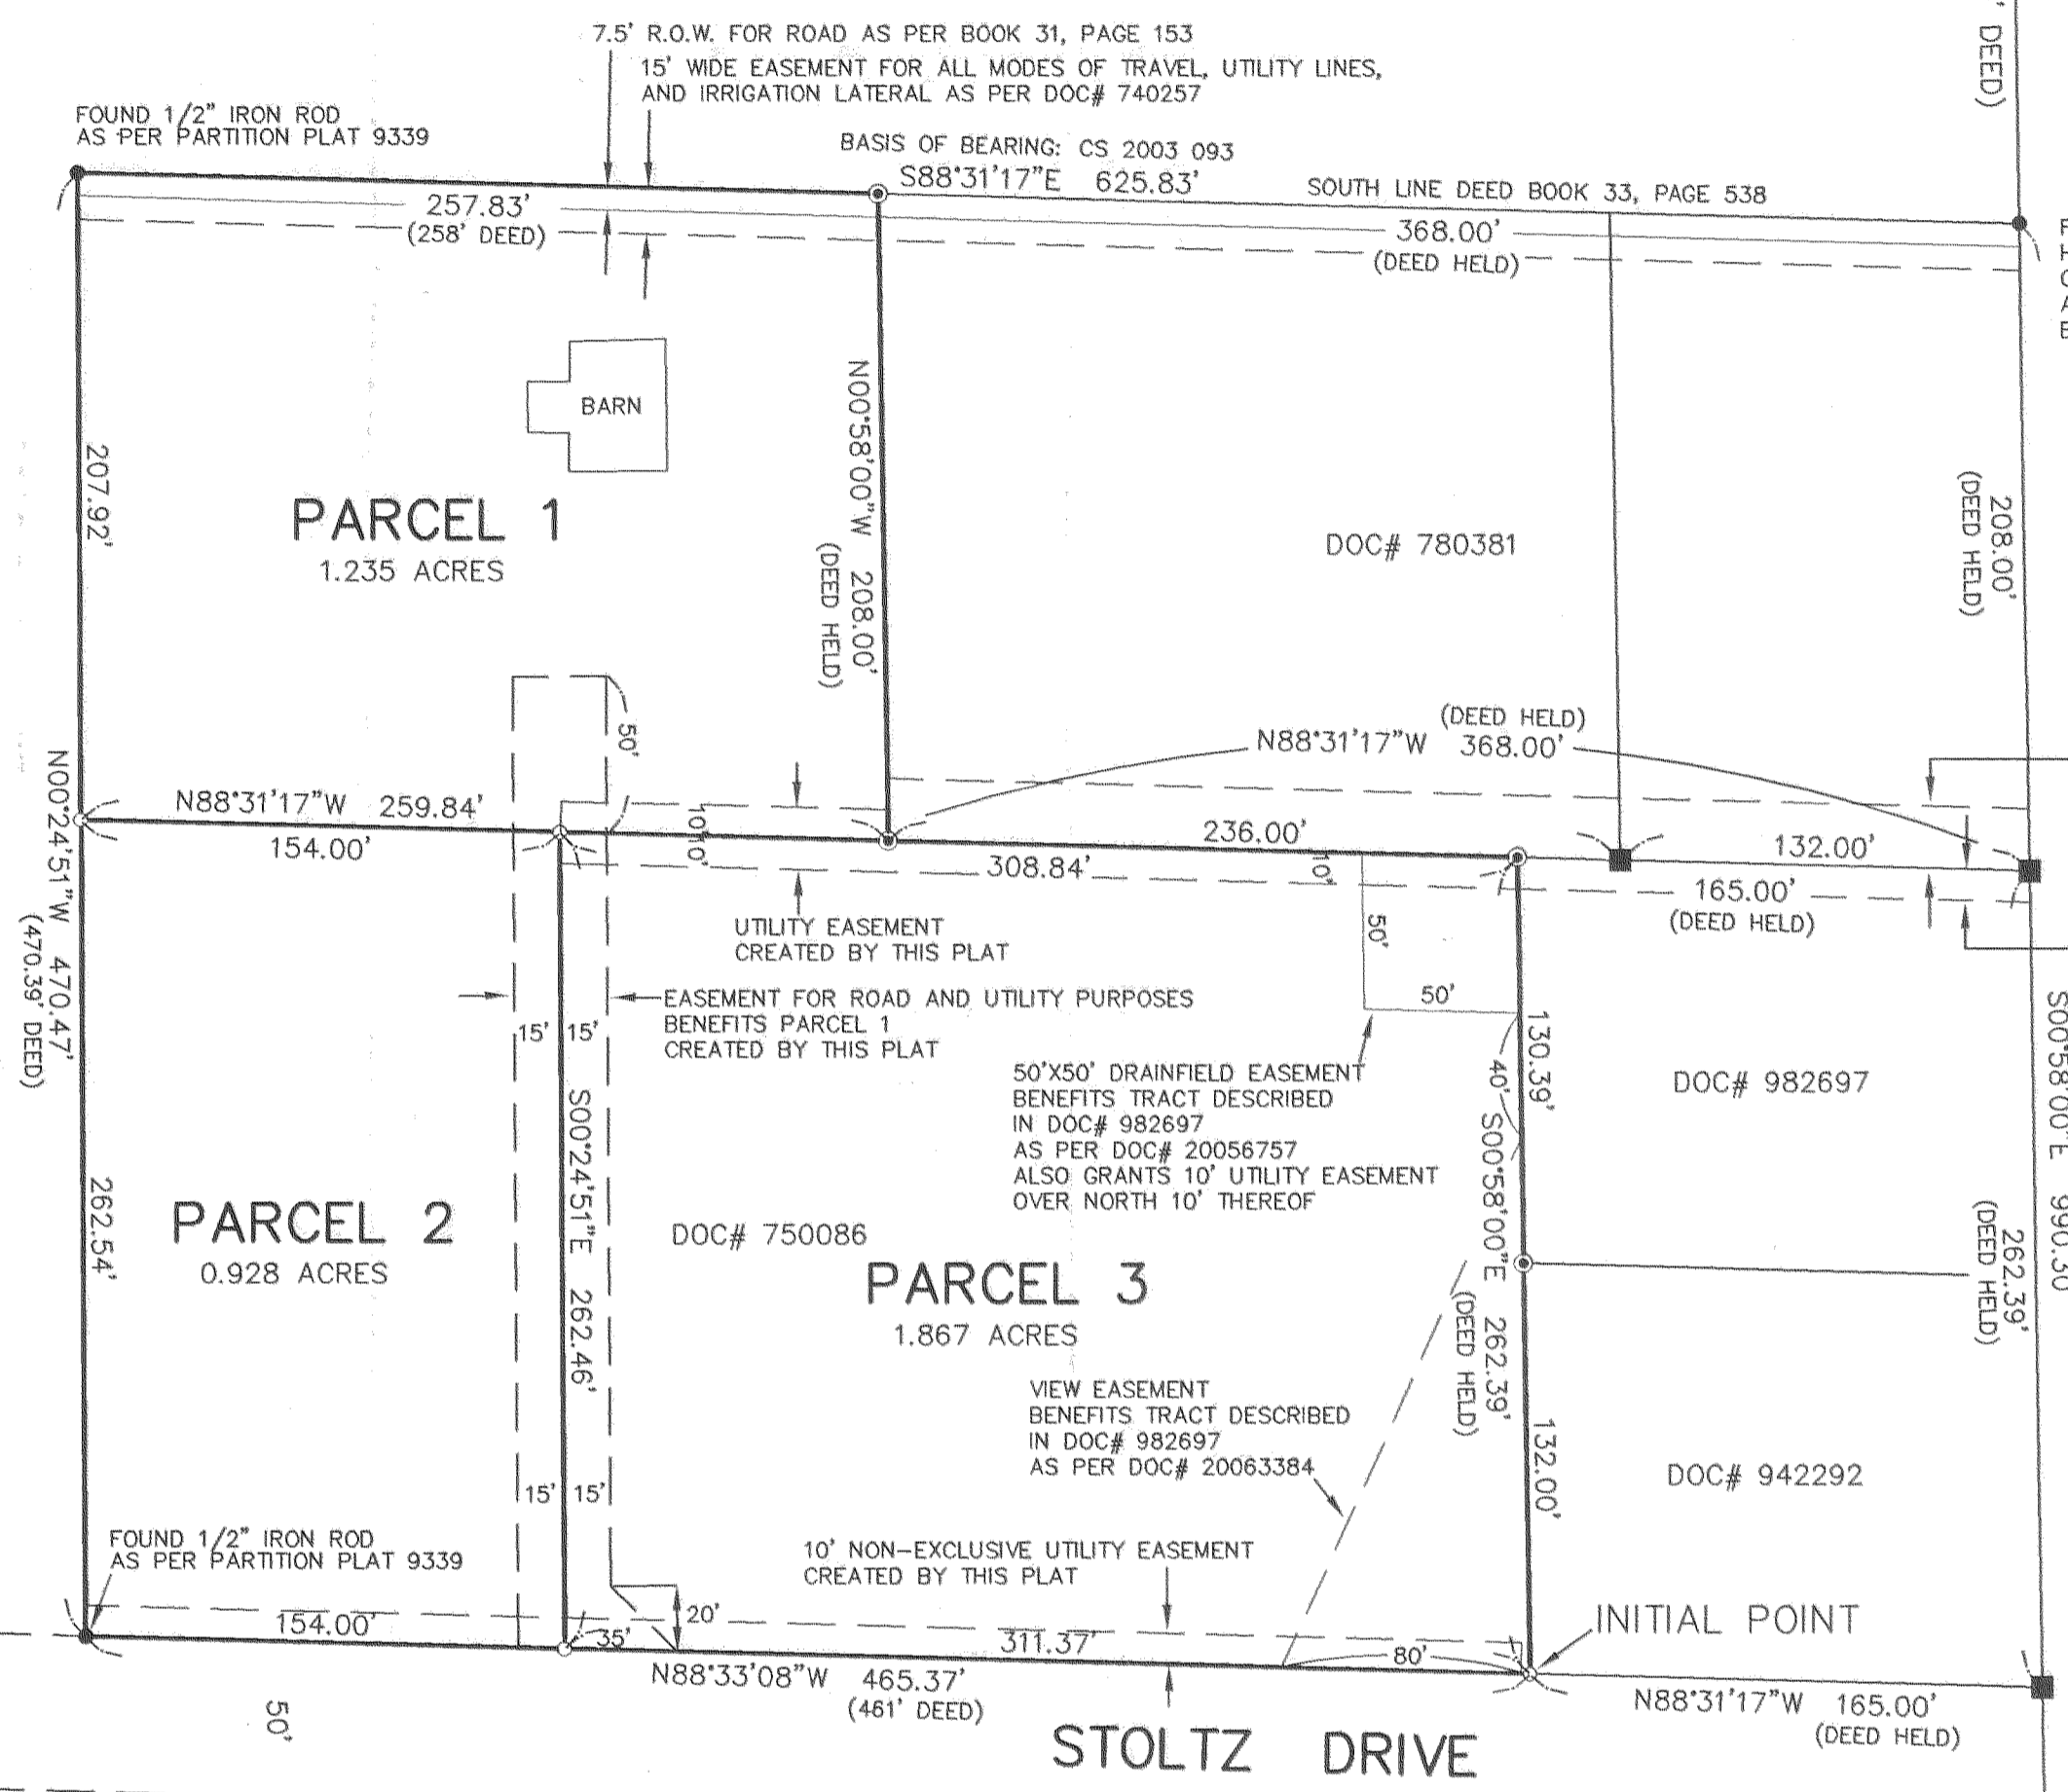 7.5' R.O.W. FOR ROAD AS PER BOOK 31, PAGE 153
15' WIDE EASEMENT FOR ALL MODES OF TRAVEL, UTILITY LINES,
AND IRRIGATION LATERAL AS PER DOC# 740257
' DEED)
FOUND 1/2" IRON ROD
AS PER PARTITION PLAT 9339
BASIS OF BEARING: CS 2003 093
S88°31'17"E 625.83'
SOUTH LINE DEED BOOK 33, PAGE 538
257.83'
(258' DEED)
368.00'
(DEED HELD)
BARN
N00°58'00"W 208.00'
(DEED HELD)
207.92'
PARCEL 1
1.235 ACRES
DOC# 780381
208.00'
(DEED HELD)
50'
(DEED HELD)
N88°31'17"W 368.00'
N00°24'51"W 470.47'
(470.39' DEED)
N88°31'17"W 259.84'
154.00'
10'
10'
236.00'
132.00'
308.84'
10'
165.00'
(DEED HELD)
UTILITY EASEMENT
CREATED BY THIS PLAT
50'
50'
EASEMENT FOR ROAD AND UTILITY PURPOSES
BENEFITS PARCEL 1
CREATED BY THIS PLAT
15'
15'
130.39'
40'
S00°58'00"E 990.30
50'X50' DRAINFIELD EASEMENT
BENEFITS TRACT DESCRIBED
IN DOC# 982697
AS PER DOC# 20056757
ALSO GRANTS 10' UTILITY EASEMENT
OVER NORTH 10' THEREOF
DOC# 982697
S00°24'51"E 262.46'
S00°58'00"E 262.39'
(DEED HELD)
262.54'
PARCEL 2
0.928 ACRES
DOC# 750086
PARCEL 3
1.867 ACRES
262.39'
(DEED HELD)
VIEW EASEMENT
BENEFITS TRACT DESCRIBED
IN DOC# 982697
AS PER DOC# 20063384
132.00'
DOC# 942292
15'
15'
FOUND 1/2" IRON ROD
AS PER PARTITION PLAT 9339
10' NON-EXCLUSIVE UTILITY EASEMENT
CREATED BY THIS PLAT
154.00'
20'
35'
311.37'
80'
INITIAL POINT
N88°33'08"W 465.37'
(461' DEED)
N88°31'17"W 165.00'
(DEED HELD)
50'
STOLTZ DRIVE